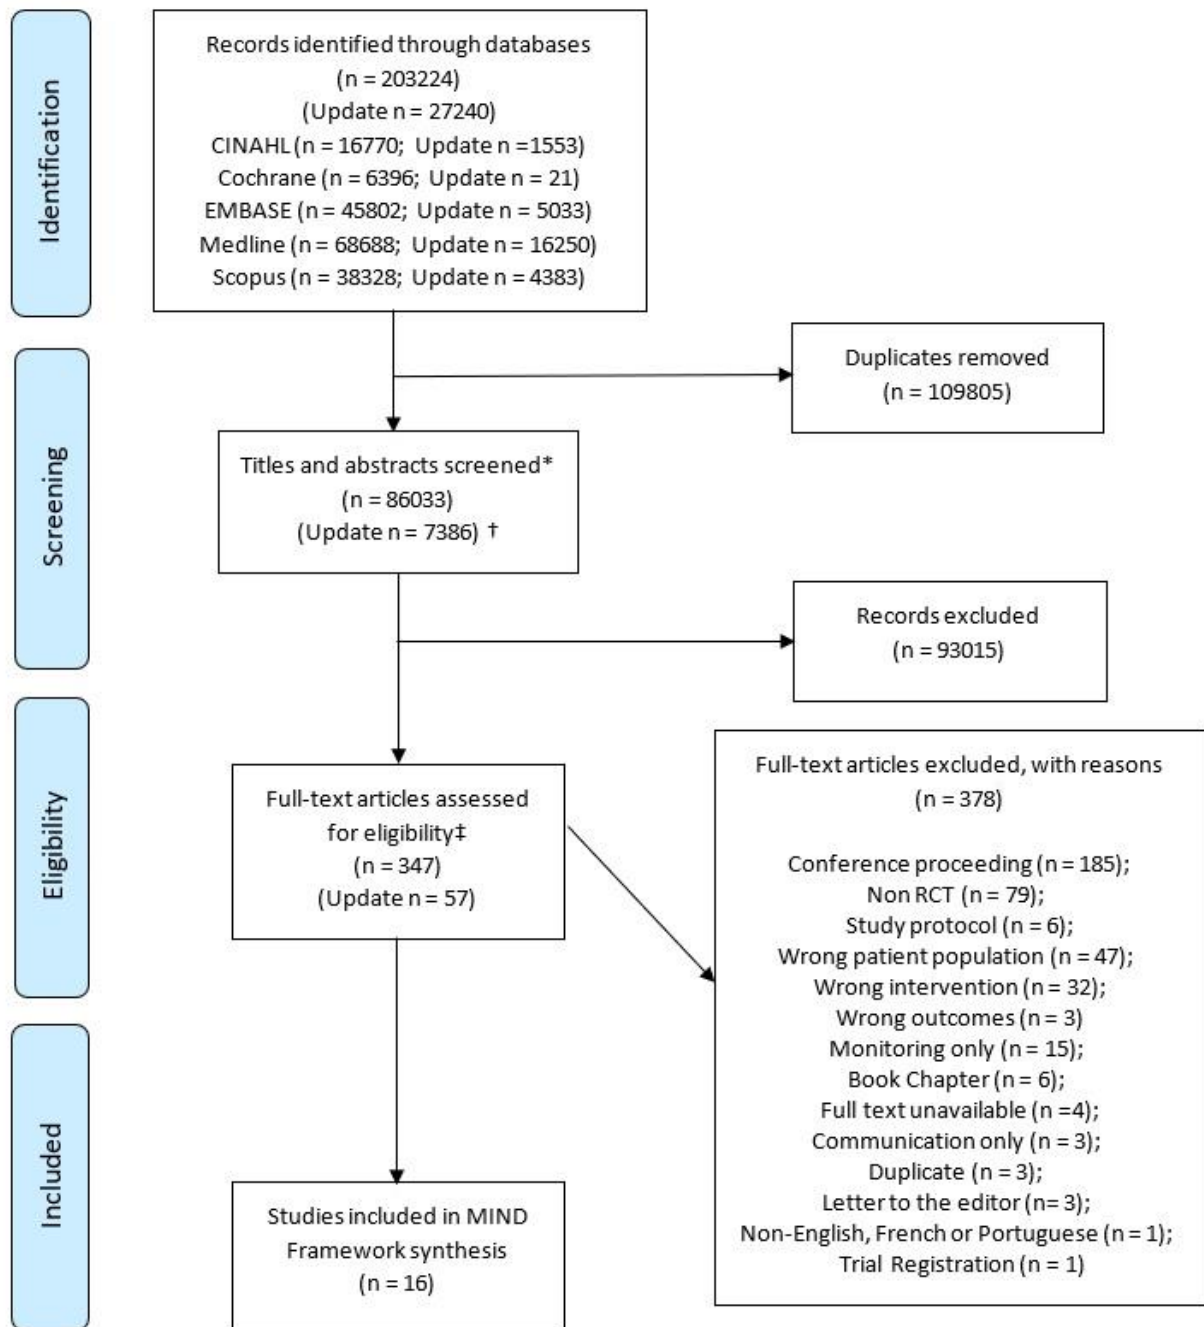 Identification
Records identified through databases
(n = 203224)
(Update n = 27240)
CINAHL (n = 16770; Update n =1553)
Cochrane (n = 6396; Update n = 21)
EMBASE (n = 45802; Update n = 5033)
Medline (n = 68688; Update n = 16250)
Scopus (n = 38328; Update n = 4383)
Duplicates removed
(n = 109805)
Screening
Titles and abstracts screened*
(n = 86033)
(Update n = 7386) †
Records excluded
(n = 93015)
Eligibility
Full-text articles assessed
for eligibility‡
(n = 347)
(Update n = 57)
Full-text articles excluded, with reasons
(n = 378)
Conference proceeding (n = 185);
Non RCT (n = 79);
Study protocol (n = 6);
Wrong patient population (n = 47);
Wrong intervention (n = 32);
Wrong outcomes (n = 3)
Monitoring only (n = 15);
Book Chapter (n = 6);
Full text unavailable (n =4);
Communication only (n = 3);
Duplicate (n = 3);
Letter to the editor (n= 3);
Non-English, French or Portuguese (n = 1);
Trial Registration (n = 1)
Included
Studies included in MIND
Framework synthesis
(n = 16)